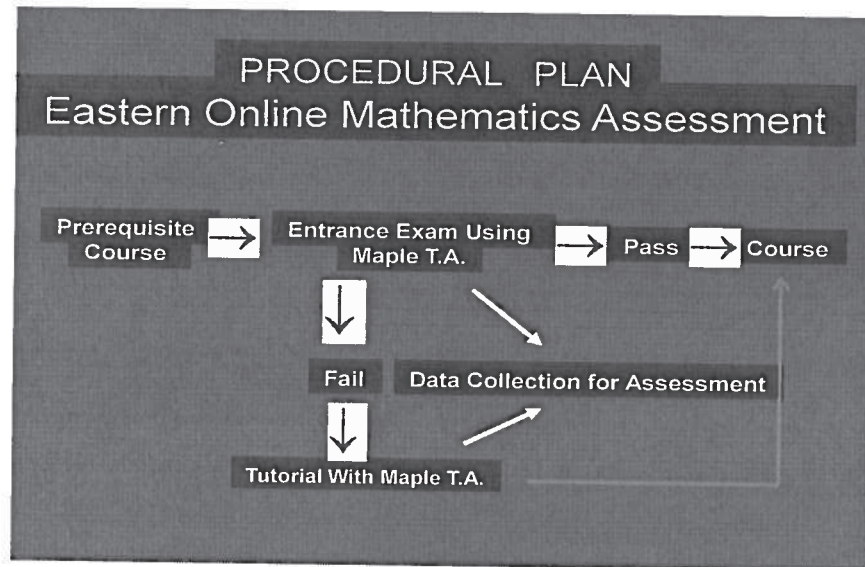 PROCEDURAL PLAN
Eastern Online Mathematics Assessment
Prerequisite
Course
Entrance Exam Using
Maple T.A.
Pass
Course
Fail
Data Collection for Assessment
Tutorial With Maple T.A.